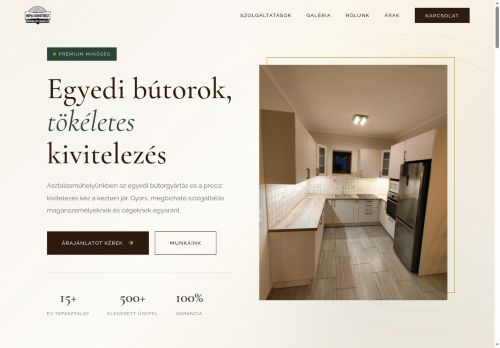 SZOLGÁLTATÁSOK
GALÉRIA
RÓLUNK
ÁRAK
KAPCSOLAT
PRÉMIUM MINŐSÉG
Egyedi bútorok,
tökéletes
kivitelezés
Asztalosműhelyünkben az egyedi bútorgyártás és a precíz
kivitelezés kéz a kézben jár. Gyors, megbízható szolgáltatás
magánszemélyeknek és cégeknek egyaránt.
ÁRAJÁNLATOT KÉREK →
MUNKÁINK
15+
500+
100%
ÉV TAPASZTALAT
ELÉGEDETT ÜGYFÉL
GARANCIA